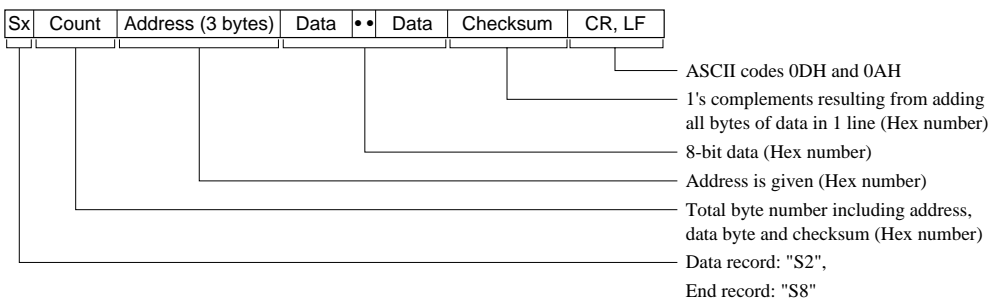 Sx Count Address (3 bytes) Data •• Data Checksum CR, LF
ASCII codes 0DH and 0AH
1's complements resulting from adding
all bytes of data in 1 line (Hex number)
8-bit data (Hex number)
Address is given (Hex number)
Total byte number including address,
data byte and checksum (Hex number)
Data record: "S2",
End record: "S8"